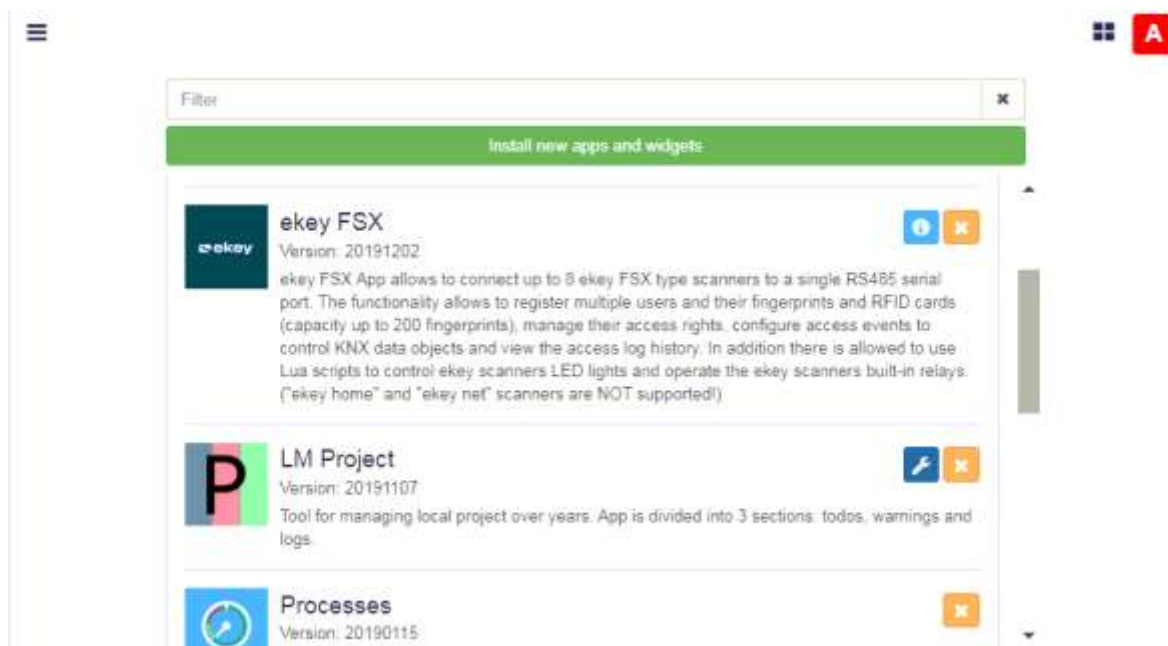 A
Filter
Install new apps and widgets
ekey
ekey FSX
Version: 20191202
ekey FSX App allows to connect up to 8 ekey FSX type scanners to a single RS485 serial
port. The functionality allows to register multiple users and their fingerprints and RFID cards
(capacity up to 200 fingerprints), manage their access rights, configure access events to
control KNX data objects and view the access log history. In addition there is allowed to use
Lua scripts to control ekey scanners LED lights and operate the ekey scanners built-in relays.
("ekey home" and "ekey net" scanners are NOT supported!)
P
LM Project
Version: 20191107
Tool for managing local project over years. App is divided into 3 sections: todos, warnings and
logs.
Processes
Version: 20190115